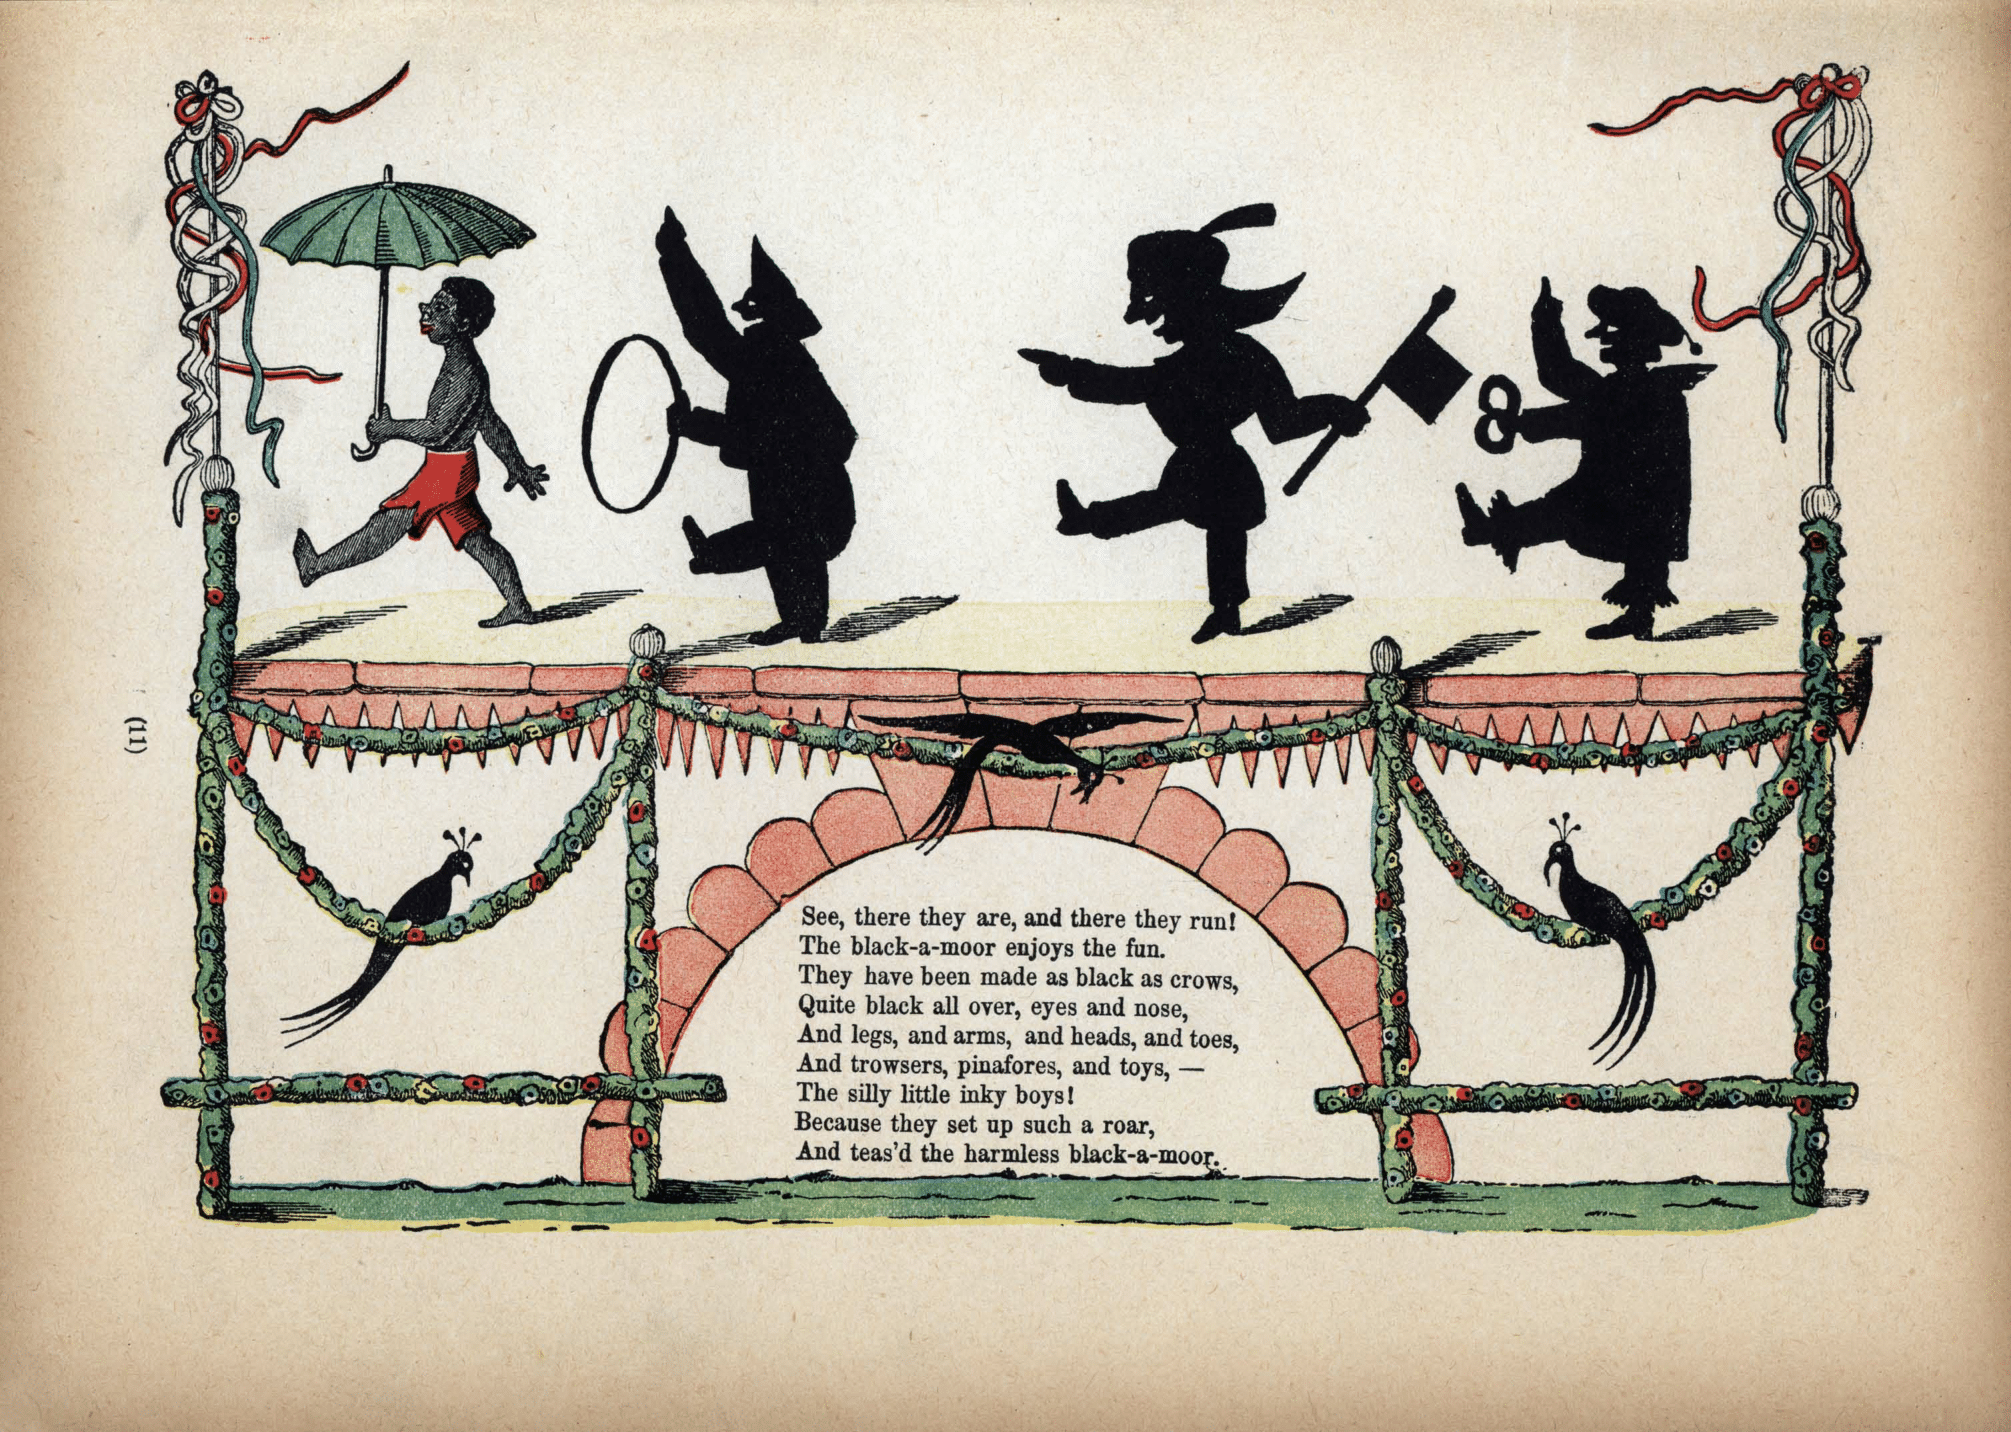 (11)
See, there they are, and there they run!
The black-a-moor enjoys the fun.
They have been made as black as crows,
Quite black all over, eyes and nose,
And legs, and arms, and heads, and toes,
And trowsers, pinafores, and toys, —
The silly little inky boys!
Because they set up such a roar,
And teas'd the harmless black-a-moor.